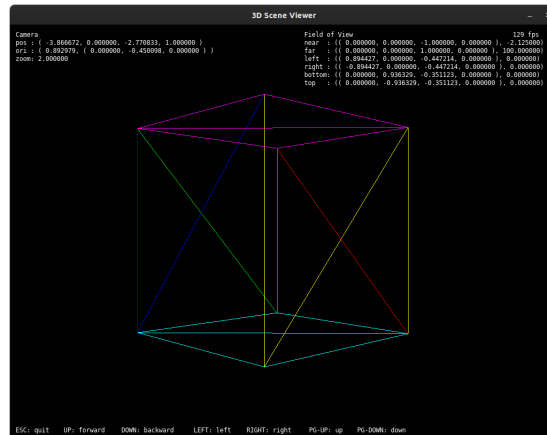 3D Scene Viewer
Camera
pos : ( -3.866672, 0.000000, -2.770833, 1.000000 )
ori : ( 0.892979, ( 0.000000, -0.450098, 0.000000 ) )
zoom: 2.000000
Field of View 129 fps
near  : (( 0.000000, 0.000000, -1.000000, 0.000000 ), -2.125000)
far   : (( 0.000000, 0.000000, 1.000000, 0.000000 ), 100.000000)
left  : (( 0.894427, 0.000000, -0.447214, 0.000000 ), 0.000000)
right : (( -0.894427, 0.000000, -0.447214, 0.000000 ), 0.000000)
bottom: (( 0.000000, 0.936329, -0.351123, 0.000000 ), 0.000000)
top   : (( 0.000000, -0.936329, -0.351123, 0.000000 ), 0.000000)
ESC: quit UP: forward DOWN: backward LEFT: left RIGHT: right PG-UP: up PG-DOWN: down